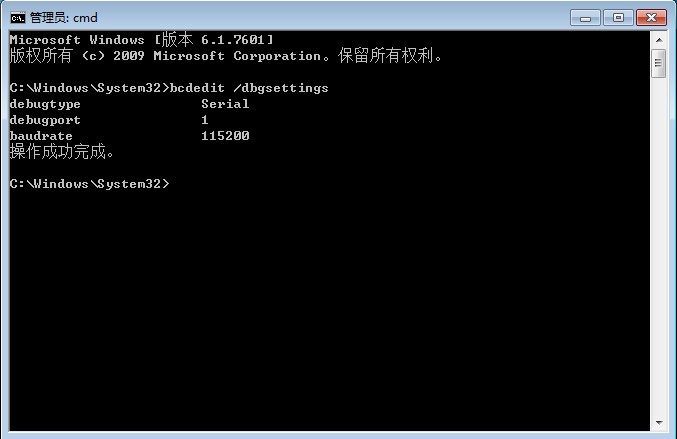 管理员: cmd
Microsoft Windows [版本 6.1.7601]
版权所有 (c) 2009 Microsoft Corporation。保留所有权利。
C:\Windows\System32>bcdedit /dbgsettings
debugtype               Serial
debugport               1
baudrate                115200
操作成功完成。
C:\Windows\System32>